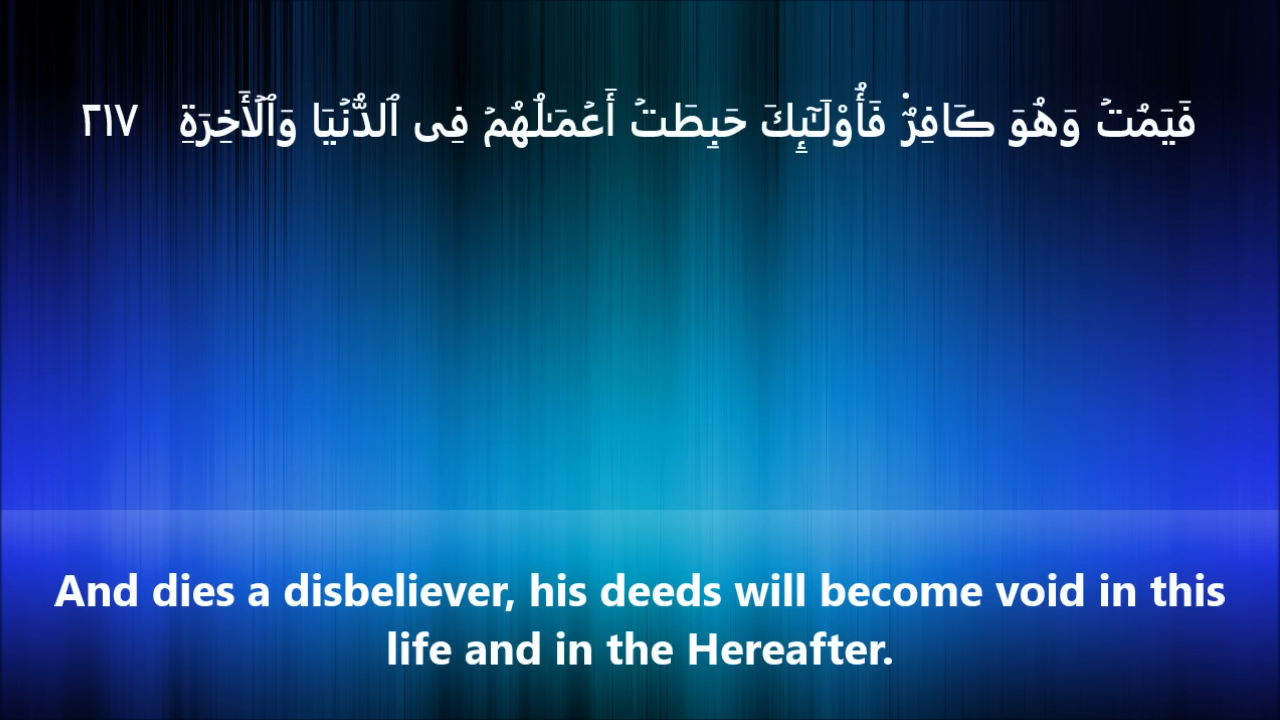 فَيَمُتۡ وَهُوَ كَافِرٞ فَأُوْلَٰٓئِكَ حَبِطَتۡ أَعۡمَٰلُهُمۡ فِى ٱلدُّنۡيَا وَٱلۡأَٓخِرَةِ ٢١٧
And dies a disbeliever, his deeds will become void in this
life and in the Hereafter.